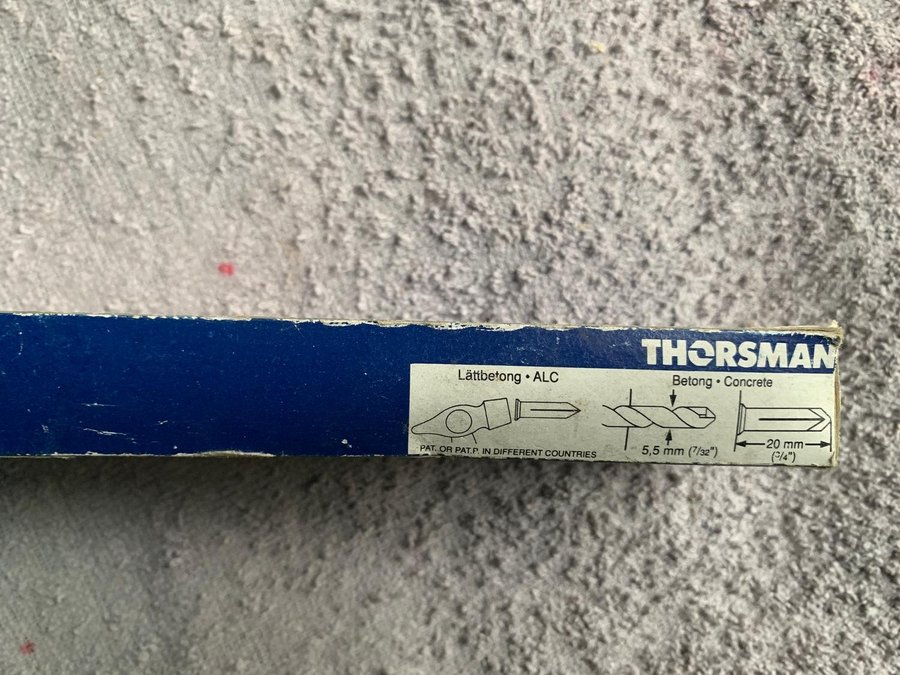 THORSMAN
Lättbetong • ALC
Betong • Concrete
PAT. OR PAT.P. IN DIFFERENT COUNTRIES
5,5 mm (7/32")
20 mm
(3/4")